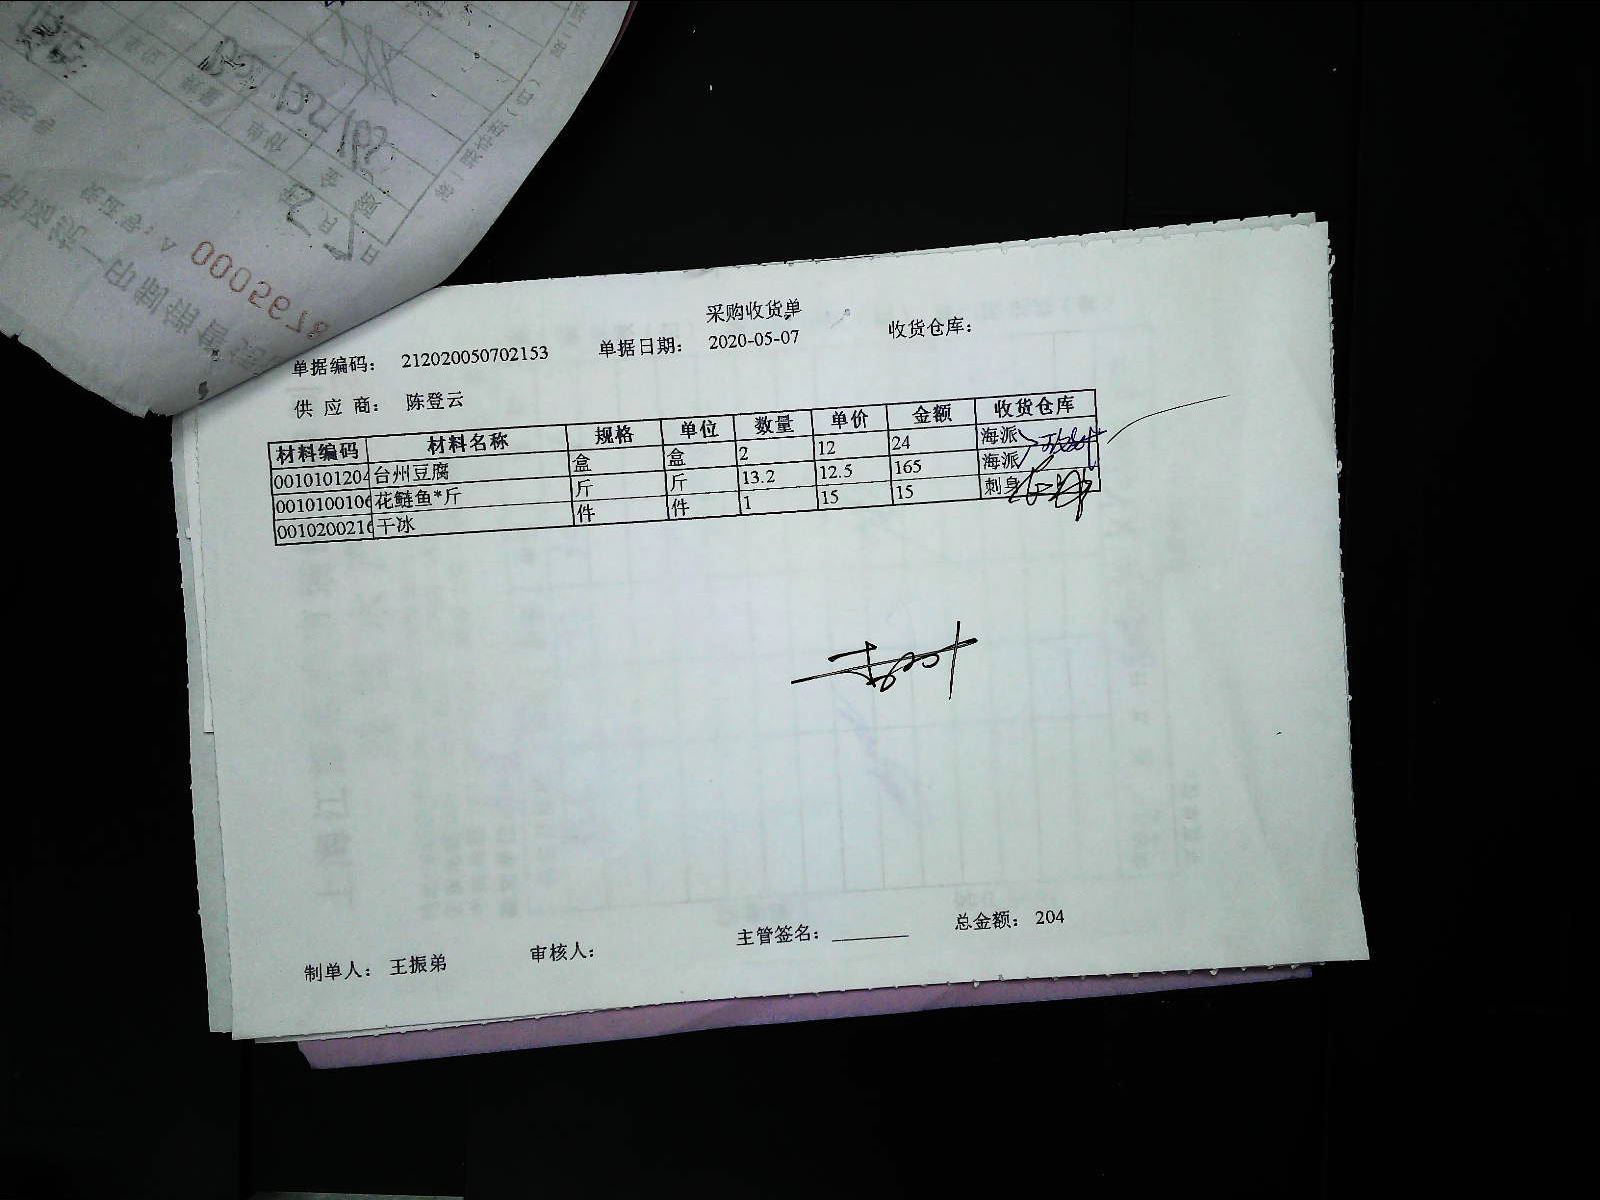 0005678
采购收货单
单据编码: 212020050702153 单据日期: 2020-05-07 收货仓库:
供 应 商: 陈登云
材料编码 材料名称 规格 单位 数量 单价 金额 收货仓库
0010101204 台州豆腐 盒 盒 2 12 24 海派
0010100106 花鲢鱼*斤 斤 斤 13.2 12.5 165 海派
0010200216 干冰 件 件 1 15 15 刺身
制单人: 王振弟 审核人: 主管签名: 总金额: 204